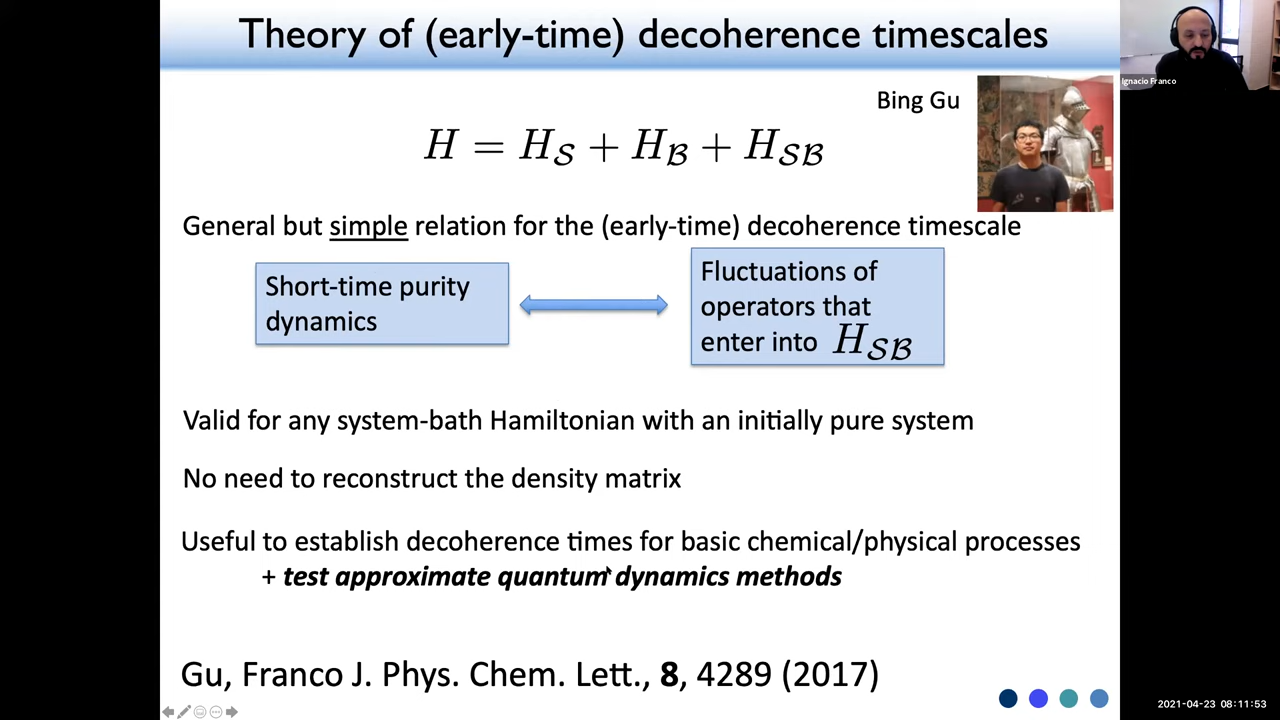 Theory of (early-time) decoherence timescales
Ignacio Franco
Bing Gu
H = H_𝒮 + H_ℬ + H_𝒮ℬ
General but simple relation for the (early-time) decoherence timescale
Short-time purity
dynamics
Fluctuations of
operators that
enter into H_𝒮ℬ
Valid for any system-bath Hamiltonian with an initially pure system
No need to reconstruct the density matrix
Useful to establish decoherence times for basic chemical/physical processes
+ test approximate quantum dynamics methods
Gu, Franco J. Phys. Chem. Lett., 8, 4289 (2017)
2021-04-23 08:11:53